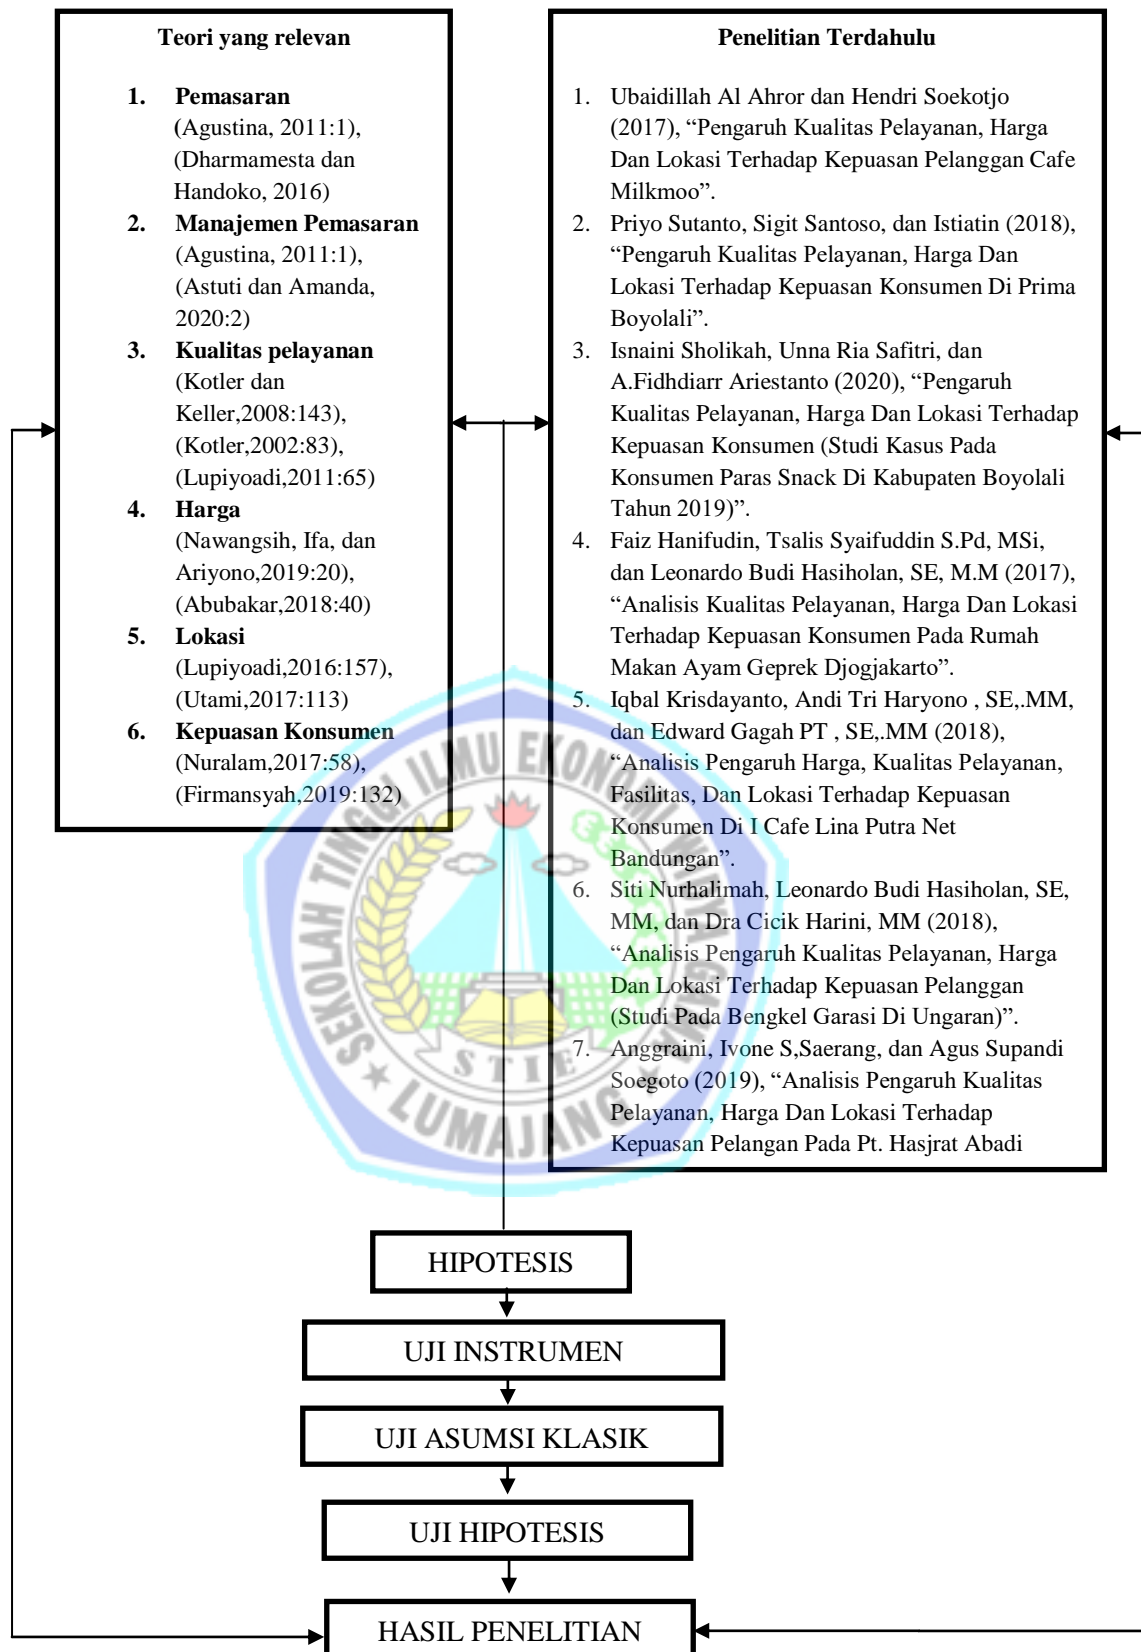 Teori yang relevan
1. Pemasaran
(Agustina, 2011:1),
(Dharmamesta dan
Handoko, 2016)
2. Manajemen Pemasaran
(Agustina, 2011:1),
(Astuti dan Amanda,
2020:2)
3. Kualitas pelayanan
(Kotler dan
Keller,2008:143),
(Kotler,2002:83),
(Lupiyoadi,2011:65)
4. Harga
(Nawangsih, Ifa, dan
Ariyono,2019:20),
(Abubakar,2018:40)
5. Lokasi
(Lupiyoadi,2016:157),
(Utami,2017:113)
6. Kepuasan Konsumen
(Nuralam,2017:58),
(Firmansyah,2019:132)
Penelitian Terdahulu
1. Ubaidillah Al Ahror dan Hendri Soekotjo
(2017), “Pengaruh Kualitas Pelayanan, Harga
Dan Lokasi Terhadap Kepuasan Pelanggan Cafe
Milkmoo”.
2. Priyo Sutanto, Sigit Santoso, dan Istiatin (2018),
“Pengaruh Kualitas Pelayanan, Harga Dan
Lokasi Terhadap Kepuasan Konsumen Di Prima
Boyolali”.
3. Isnaini Sholikah, Unna Ria Safitri, dan
A.Fidhdiarr Ariestanto (2020), “Pengaruh
Kualitas Pelayanan, Harga Dan Lokasi Terhadap
Kepuasan Konsumen (Studi Kasus Pada
Konsumen Paras Snack Di Kabupaten Boyolali
Tahun 2019)”.
4. Faiz Hanifudin, Tsalis Syaifuddin S.Pd, MSi,
dan Leonardo Budi Hasiholan, SE, M.M (2017),
“Analisis Kualitas Pelayanan, Harga Dan Lokasi
Terhadap Kepuasan Konsumen Pada Rumah
Makan Ayam Geprek Djogjakarto”.
5. Iqbal Krisdayanto, Andi Tri Haryono , SE,.MM,
dan Edward Gagah PT , SE,.MM (2018),
“Analisis Pengaruh Harga, Kualitas Pelayanan,
Fasilitas, Dan Lokasi Terhadap Kepuasan
Konsumen Di I Cafe Lina Putra Net
Bandungan”.
6. Siti Nurhalimah, Leonardo Budi Hasiholan, SE,
MM, dan Dra Cicik Harini, MM (2018),
“Analisis Pengaruh Kualitas Pelayanan, Harga
Dan Lokasi Terhadap Kepuasan Pelanggan
(Studi Pada Bengkel Garasi Di Ungaran)”.
7. Anggraini, Ivone S,Saerang, dan Agus Supandi
Soegoto (2019), “Analisis Pengaruh Kualitas
Pelayanan, Harga Dan Lokasi Terhadap
Kepuasan Pelangan Pada Pt. Hasjrat Abadi
SEKOLAH TINGGI ILMU EKONOMI WIDYA GAMA
STIE
LUMAJANG
HIPOTESIS
UJI INSTRUMEN
UJI ASUMSI KLASIK
UJI HIPOTESIS
HASIL PENELITIAN